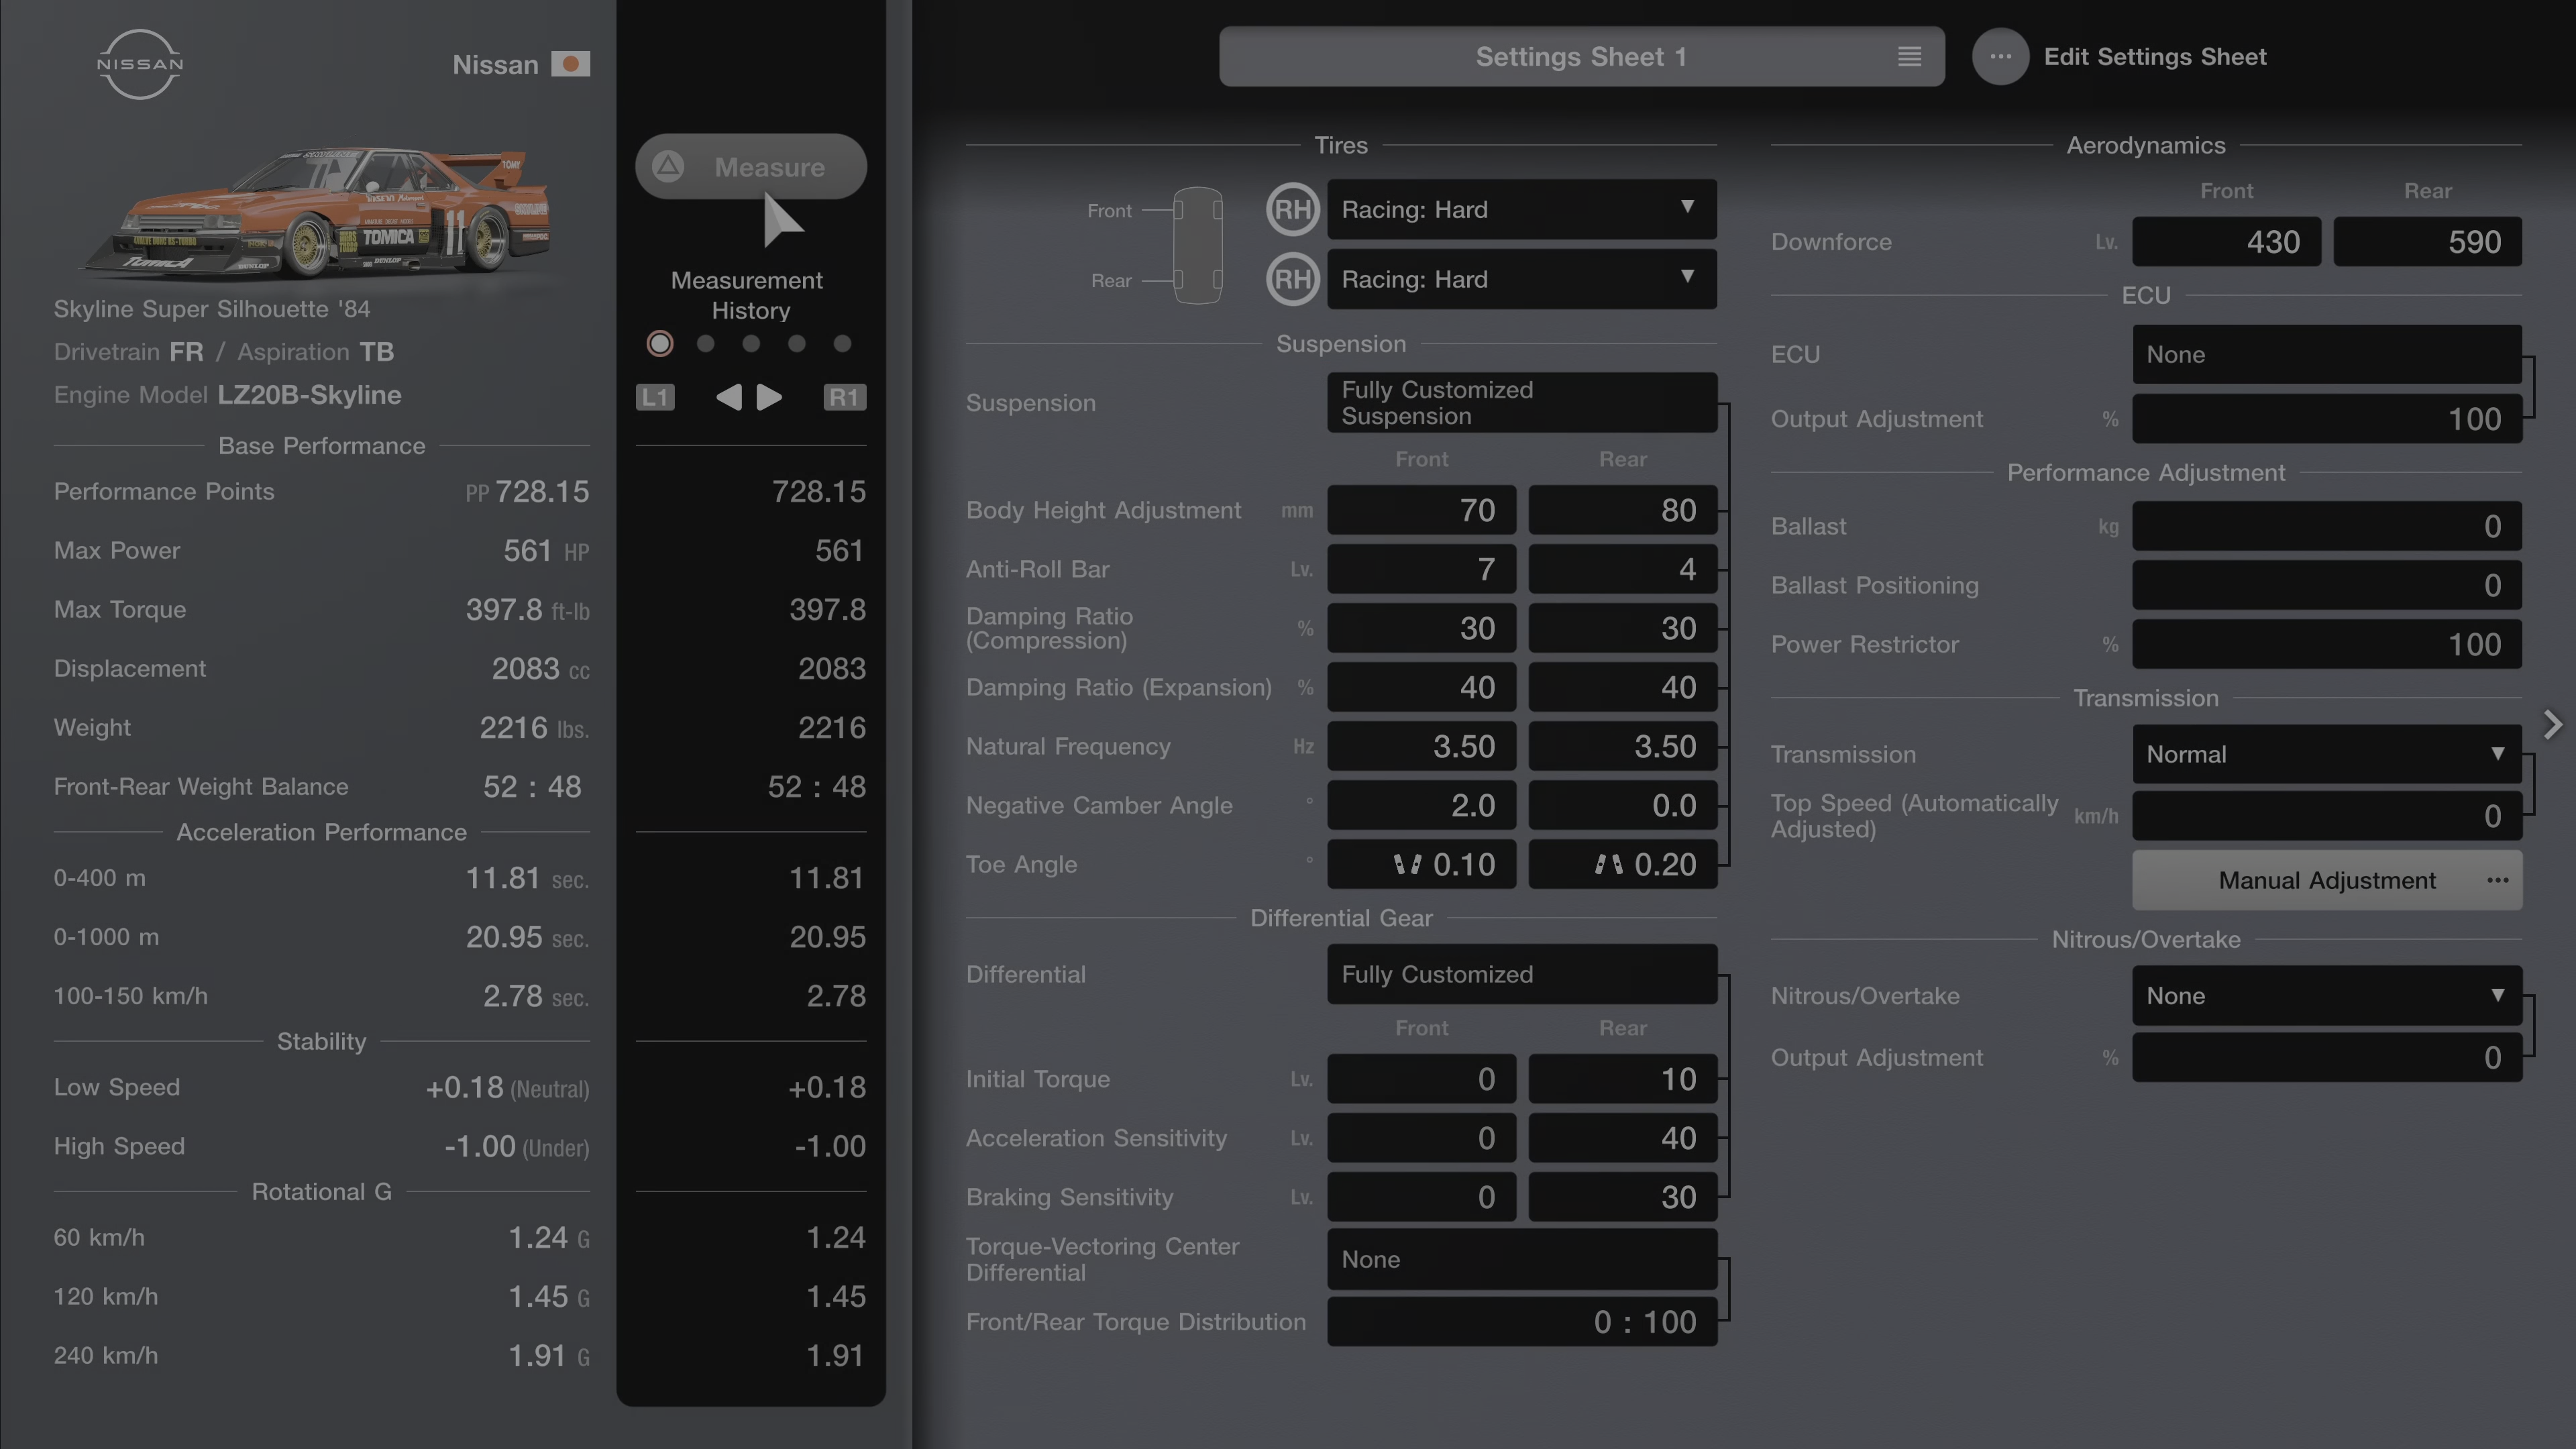 NISSAN
Nissan
TOMY
11
TOMICA
TOMICA
DUNLOP
DUNLOP
Skyline Super Silhouette '84
Drivetrain FR / Aspiration TB
Engine Model LZ20B-Skyline
Base Performance
Performance Points PP 728.15
Max Power 561 HP
Max Torque 397.8 ft-lb
Displacement 2083 cc
Weight 2216 lbs.
Front-Rear Weight Balance 52 : 48
Acceleration Performance
0-400 m 11.81 sec.
0-1000 m 20.95 sec.
100-150 km/h 2.78 sec.
Stability
Low Speed +0.18 (Neutral)
High Speed -1.00 (Under)
Rotational G
60 km/h 1.24 G
120 km/h 1.45 G
240 km/h 1.91 G
Measure
Measurement
History
L1 R1
728.15
561
397.8
2083
2216
52 : 48
11.81
20.95
2.78
+0.18
-1.00
1.24
1.45
1.91
Settings Sheet 1
Edit Settings Sheet
Tires
Front RH Racing: Hard
Rear RH Racing: Hard
Suspension
Suspension Fully Customized
Suspension
Front Rear
Body Height Adjustment mm 70 80
Anti-Roll Bar Lv. 7 4
Damping Ratio
(Compression) % 30 30
Damping Ratio (Expansion) % 40 40
Natural Frequency Hz 3.50 3.50
Negative Camber Angle ° 2.0 0.0
Toe Angle ° 0.10 0.20
Differential Gear
Differential Fully Customized
Front Rear
Initial Torque Lv. 0 10
Acceleration Sensitivity Lv. 0 40
Braking Sensitivity Lv. 0 30
Torque-Vectoring Center
Differential None
Front/Rear Torque Distribution 0 : 100
Aerodynamics
Front Rear
Downforce Lv. 430 590
ECU
ECU None
Output Adjustment % 100
Performance Adjustment
Ballast kg 0
Ballast Positioning 0
Power Restrictor % 100
Transmission
Transmission Normal
Top Speed (Automatically
Adjusted) km/h 0
Manual Adjustment
Nitrous/Overtake
Nitrous/Overtake None
Output Adjustment % 0